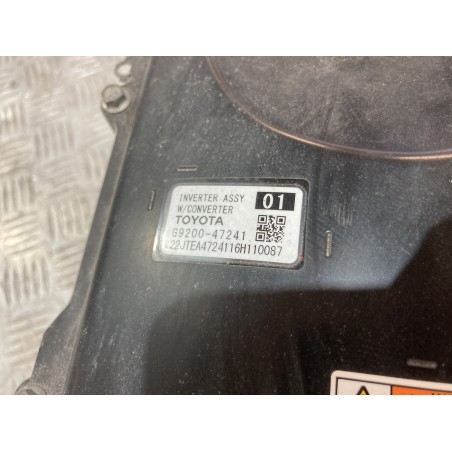 INVERTER ASSY 01
W/CONVERTER
TOYOTA
G9200-47241
22JTEA4724116H110087